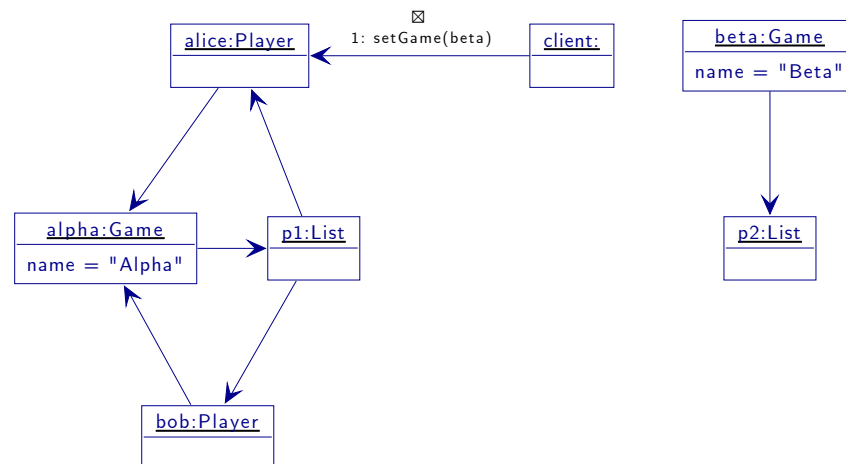 alice:Player
1: setGame(beta)
client:
beta:Game
name = "Beta"
alpha:Game
name = "Alpha"
p1:List
p2:List
bob:Player